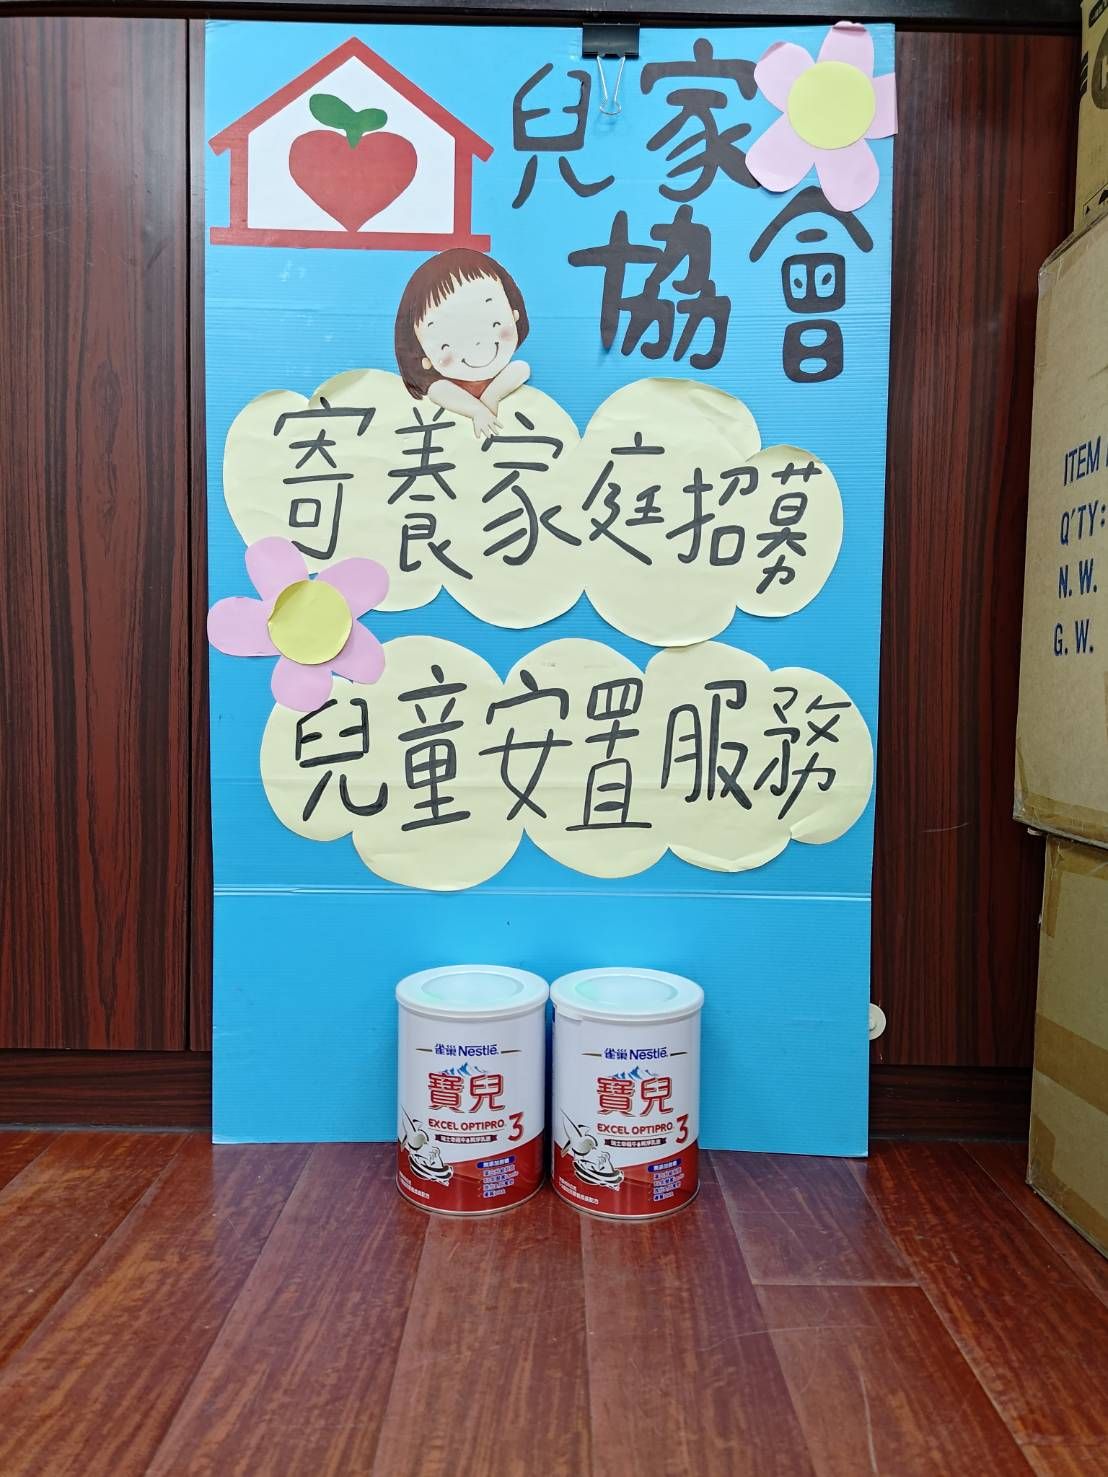 兒家
協會
寄養家庭招募
兒童安置服務
雀巢 Nestlé
寶兒
EXCEL OPTIPRO 3
雀巢 Nestlé
寶兒
EXCEL OPTIPRO 3
ITEM
Q'TY:
N. W.
G. W.